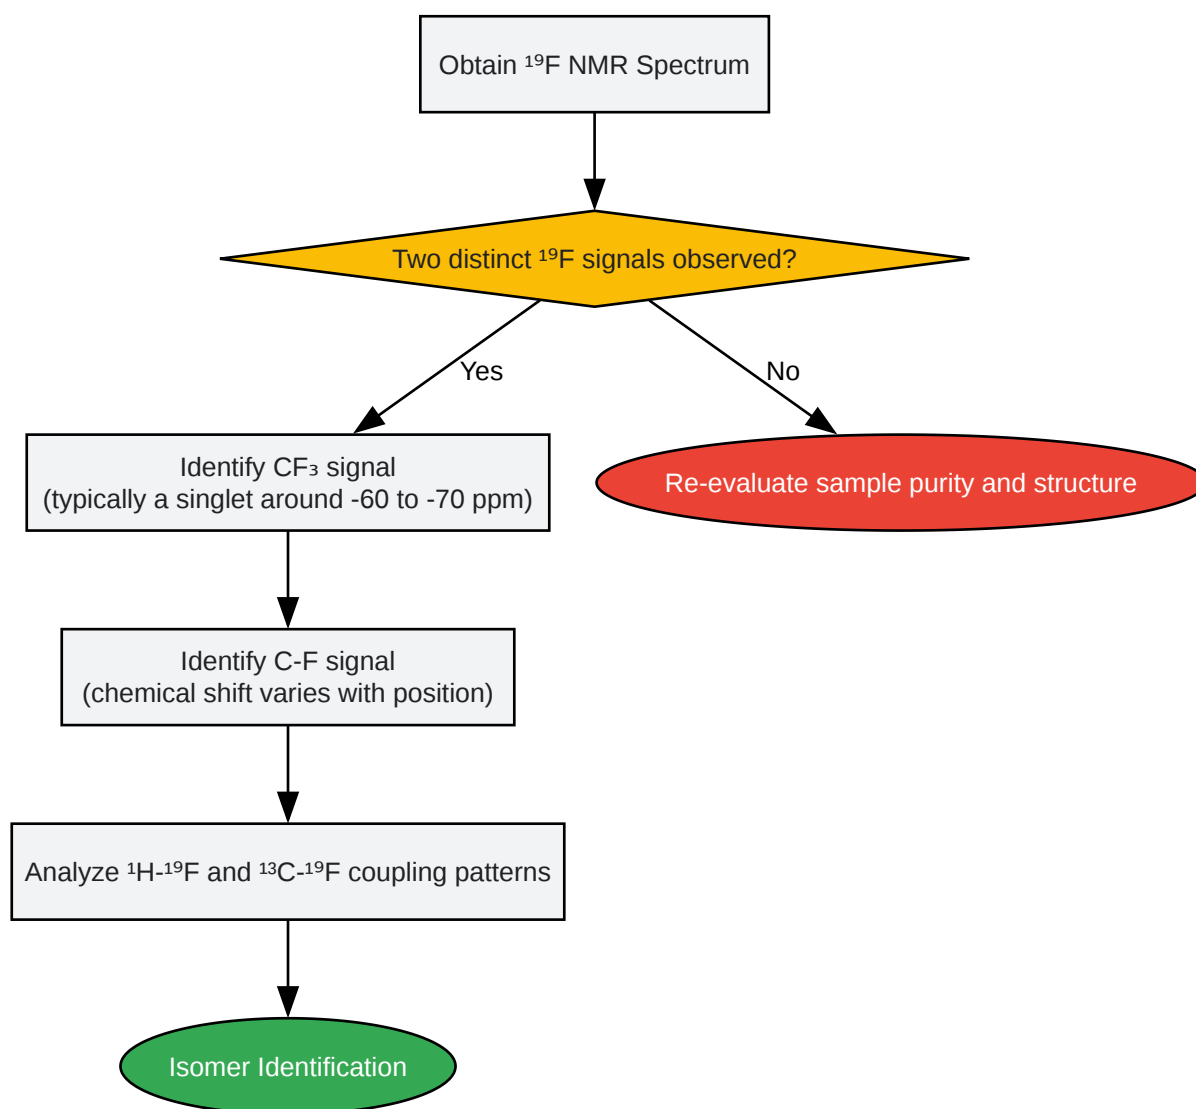 Obtain ¹⁹F NMR Spectrum
Two distinct ¹⁹F signals observed?
Yes
No
Identify CF₃ signal
(typically a singlet around -60 to -70 ppm)
Re-evaluate sample purity and structure
Identify C-F signal
(chemical shift varies with position)
Analyze ¹H-¹⁹F and ¹³C-¹⁹F coupling patterns
Isomer Identification